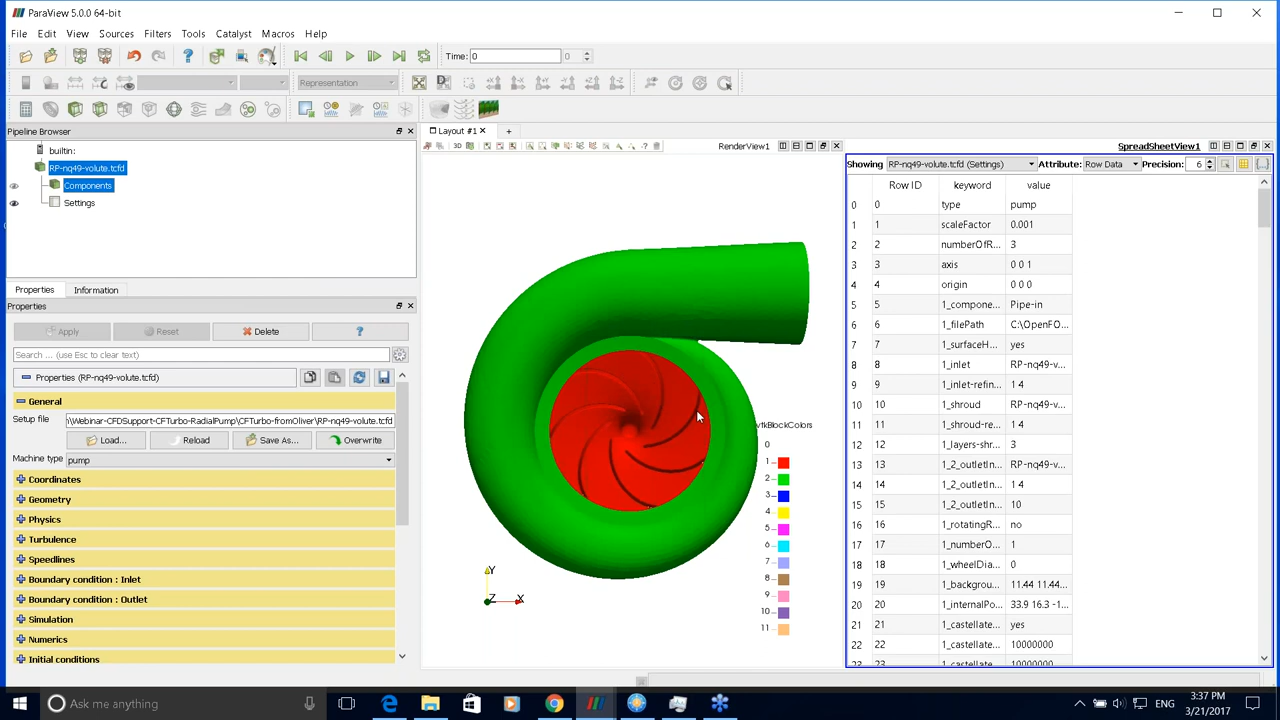 ParaView 5.0.0 64-bit
File Edit View Sources Filters Tools Catalyst Macros Help
Time: 0 0
Representation
Pipeline Browser
builtin:
RP-nq49-volute.tcfd
Components
Settings
Properties Information
Properties
Apply Reset Delete ?
Search ... (use Esc to clear text)
Properties (RP-nq49-volute.tcfd)
General
Setup file \Webinar-CFDSupport-CFTurbo-RadialPump\CFTurbo-fromOliver\RP-nq49-volute.tcfd
Load... Reload Save As... Overwrite
Machine type pump
Coordinates
Geometry
Physics
Turbulence
Speedlines
Boundary condition : Inlet
Boundary condition : Outlet
Simulation
Numerics
Initial conditions
Layout #1
3D
RenderView1
vtkBlockColors
0
1
2
3
4
5
6
7
8
9
10
11
Y
Z X
SpreadSheetView1
Showing RP-nq49-volute.tcfd (Settings) Attribute: Row Data Precision: 6
Row ID keyword value
0 0 type pump
1 1 scaleFactor 0.001
2 2 numberOfR... 3
3 3 axis 0 0 1
4 4 origin 0 0 0
5 5 1_compone... Pipe-in
6 6 1_filePath C:\OpenFO...
7 7 1_surfaceH... yes
8 8 1_inlet RP-nq49-v...
9 9 1_inlet-refin... 1 4
10 10 1_shroud RP-nq49-v...
11 11 1_shroud-re... 1 4
12 12 1_layers-shr... 3
13 13 1_2_outletIn... RP-nq49-v...
14 14 1_2_outletIn... 1 4
15 15 1_2_outletIn... 10
16 16 1_rotatingR... no
17 17 1_numberO... 1
18 18 1_wheelDia... 0
19 19 1_backgrou... 11.44 11.44...
20 20 1_internalPo... 33.9 16.3 -1...
21 21 1_castellate... yes
22 22 1_castellate... 10000000
23 23 1_castellate... 10000000
Ask me anything
ENG
3:37 PM
3/21/2017